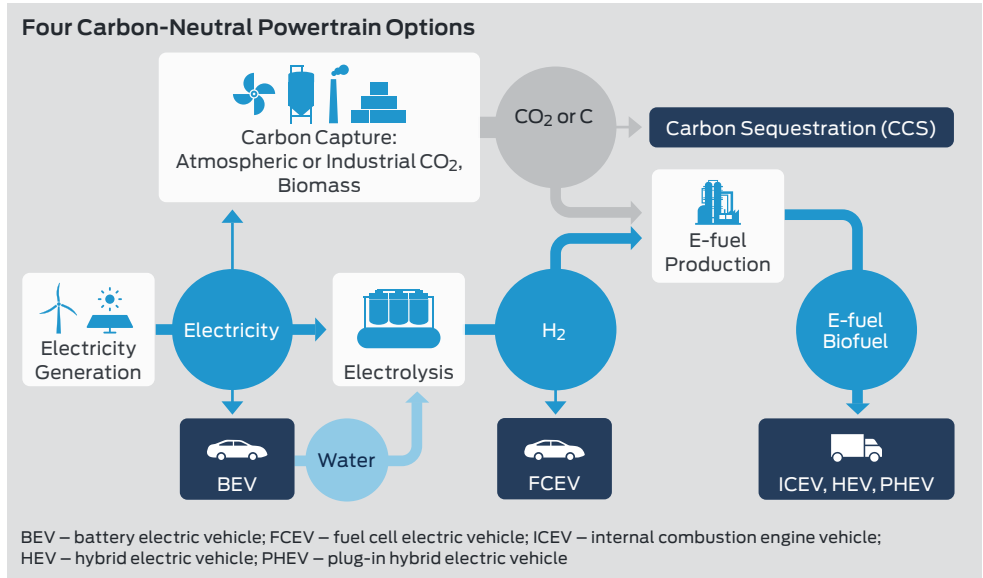 Four Carbon-Neutral Powertrain Options
Carbon Capture:
Atmospheric or Industrial CO₂,
Biomass
CO₂ or C
Carbon Sequestration (CCS)
E-fuel
Production
Electricity
Generation
Electricity
Electrolysis
H₂
E-fuel
Biofuel
BEV
Water
FCEV
ICEV, HEV, PHEV
BEV – battery electric vehicle; FCEV – fuel cell electric vehicle; ICEV – internal combustion engine vehicle;
HEV – hybrid electric vehicle; PHEV – plug-in hybrid electric vehicle